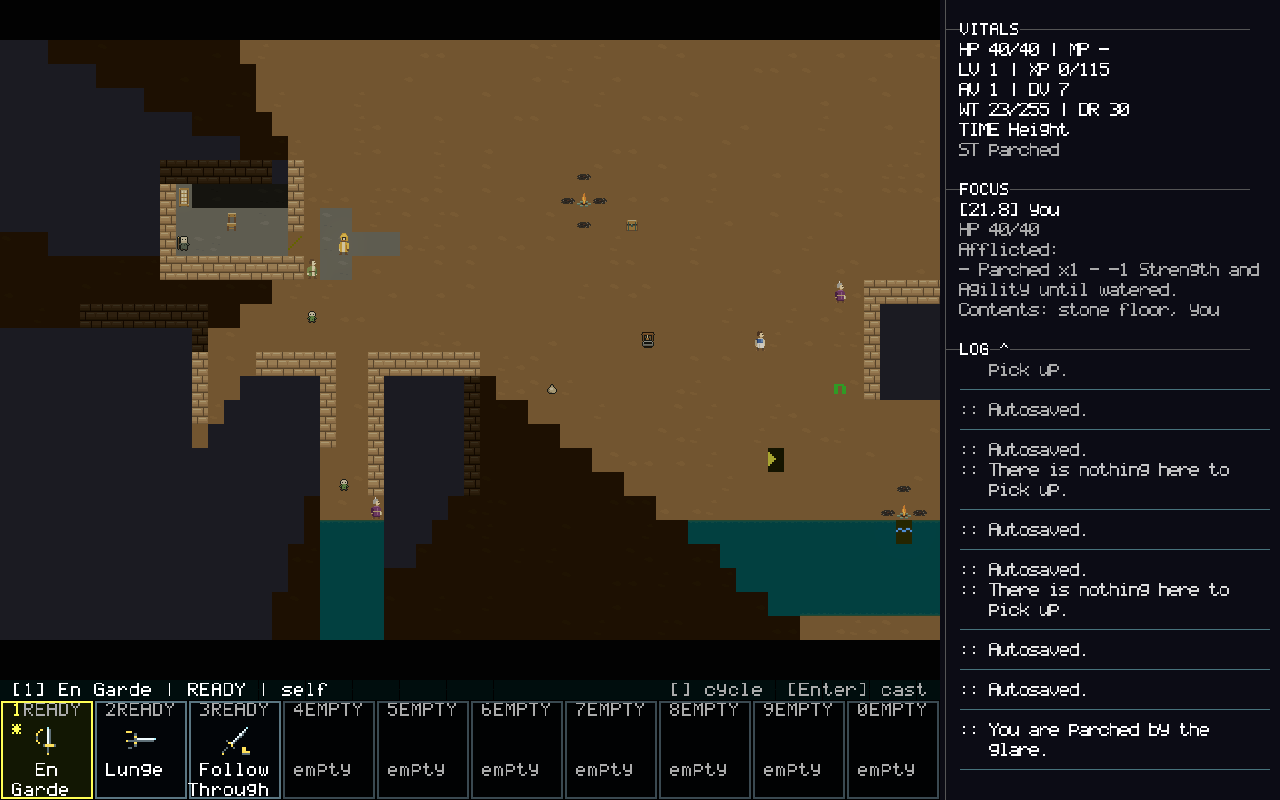 VITALS
HP 40/40 | MP -
LV 1 | XP 0/115
AV 1 | DV 7
WT 23/255 | DR 30
TIME Height
ST Parched
FOCUS
[21,8] You
HP 40/40
Afflicted:
- Parched x1 - -1 Strength and
Agility until watered.
Contents: stone floor, You
LOG ^
Pick up.
:: Autosaved.
:: Autosaved.
:: There is nothing here to
Pick up.
:: Autosaved.
:: Autosaved.
:: There is nothing here to
Pick up.
:: Autosaved.
:: Autosaved.
:: You are Parched by the
glare.
[1] En Garde | READY | self
[] cycle [Enter] cast
1READY 2READY 3READY 4EMPTY 5EMPTY 6EMPTY 7EMPTY 8EMPTY 9EMPTY 0EMPTY
*
En Lunge Follow empty empty empty empty empty empty empty
Garde Through